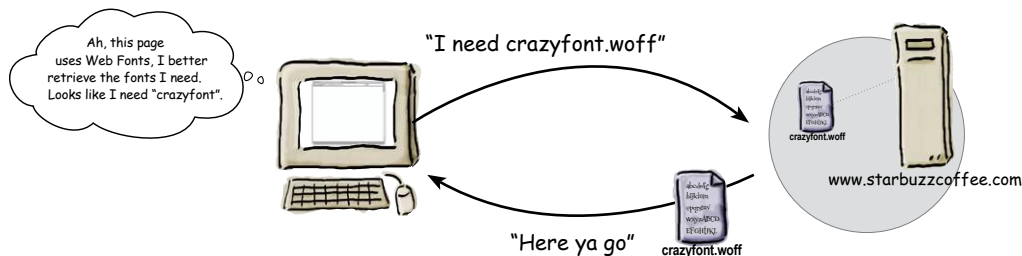 Ah, this page
uses Web Fonts, I better
retrieve the fonts I need.
Looks like I need “crazyfont”.
“I need crazyfont.woff”
crazyfont.woff
www.starbuzzcoffee.com
“Here ya go”
crazyfont.woff